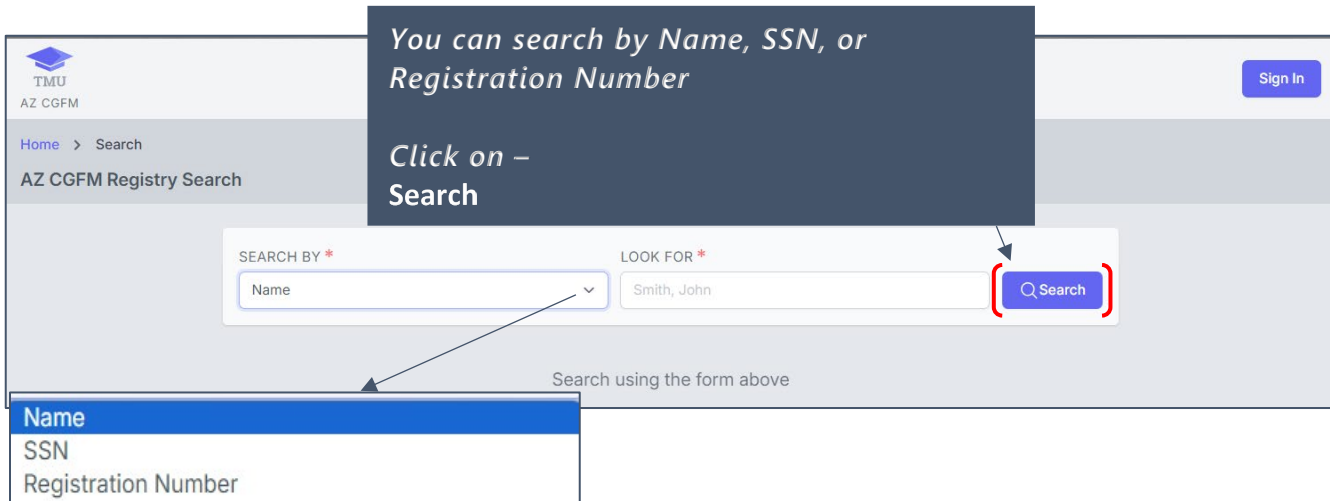 You can search by Name, SSN, or
Registration Number
Click on –
Search
TMU
AZ CGFM
Sign In
Home > Search
AZ CGFM Registry Search
SEARCH BY * LOOK FOR *
Name Smith, John Search
Search using the form above
Name
SSN
Registration Number